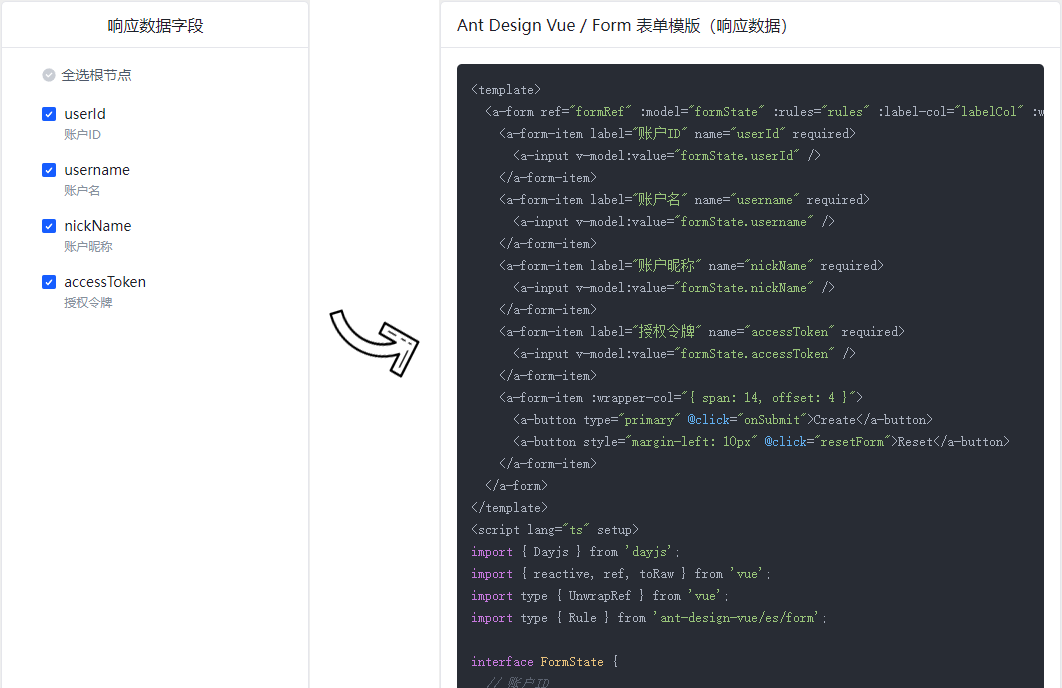 响应数据字段
全选根节点
userId
账户ID
username
账户名
nickName
账户昵称
accessToken
授权令牌
Ant Design Vue / Form 表单模版（响应数据）
<template>
  <a-form ref="formRef" :model="formState" :rules="rules" :label-col="labelCol" :w
    <a-form-item label="账户ID" name="userId" required>
      <a-input v-model:value="formState.userId" />
    </a-form-item>
    <a-form-item label="账户名" name="username" required>
      <a-input v-model:value="formState.username" />
    </a-form-item>
    <a-form-item label="账户昵称" name="nickName" required>
      <a-input v-model:value="formState.nickName" />
    </a-form-item>
    <a-form-item label="授权令牌" name="accessToken" required>
      <a-input v-model:value="formState.accessToken" />
    </a-form-item>
    <a-form-item :wrapper-col="{ span: 14, offset: 4 }">
      <a-button type="primary" @click="onSubmit">Create</a-button>
      <a-button style="margin-left: 10px" @click="resetForm">Reset</a-button>
    </a-form-item>
  </a-form>
</template>
<script lang="ts" setup>
import { Dayjs } from 'dayjs';
import { reactive, ref, toRaw } from 'vue';
import type { UnwrapRef } from 'vue';
import type { Rule } from 'ant-design-vue/es/form';
interface FormState {
  // 账户ID